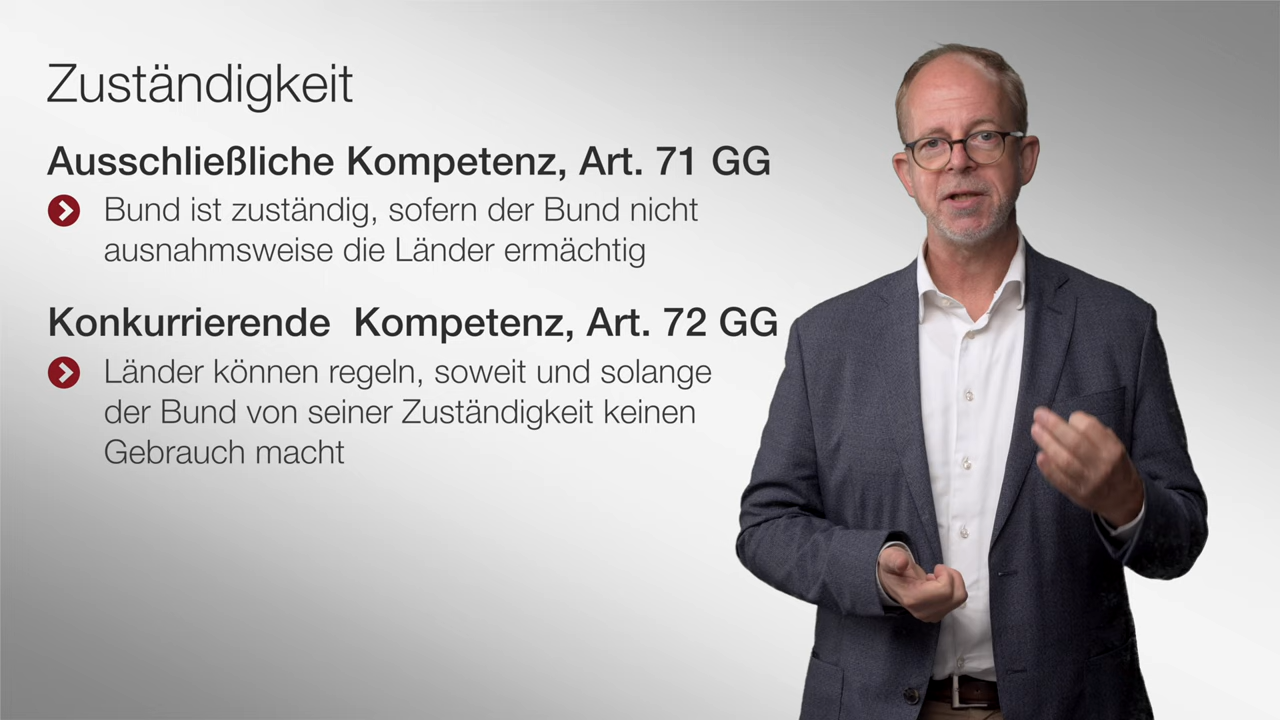 Zuständigkeit
Ausschließliche Kompetenz, Art. 71 GG
Bund ist zuständig, sofern der Bund nicht
ausnahmsweise die Länder ermächtig
Konkurrierende  Kompetenz, Art. 72 GG
Länder können regeln, soweit und solange
der Bund von seiner Zuständigkeit keinen
Gebrauch macht